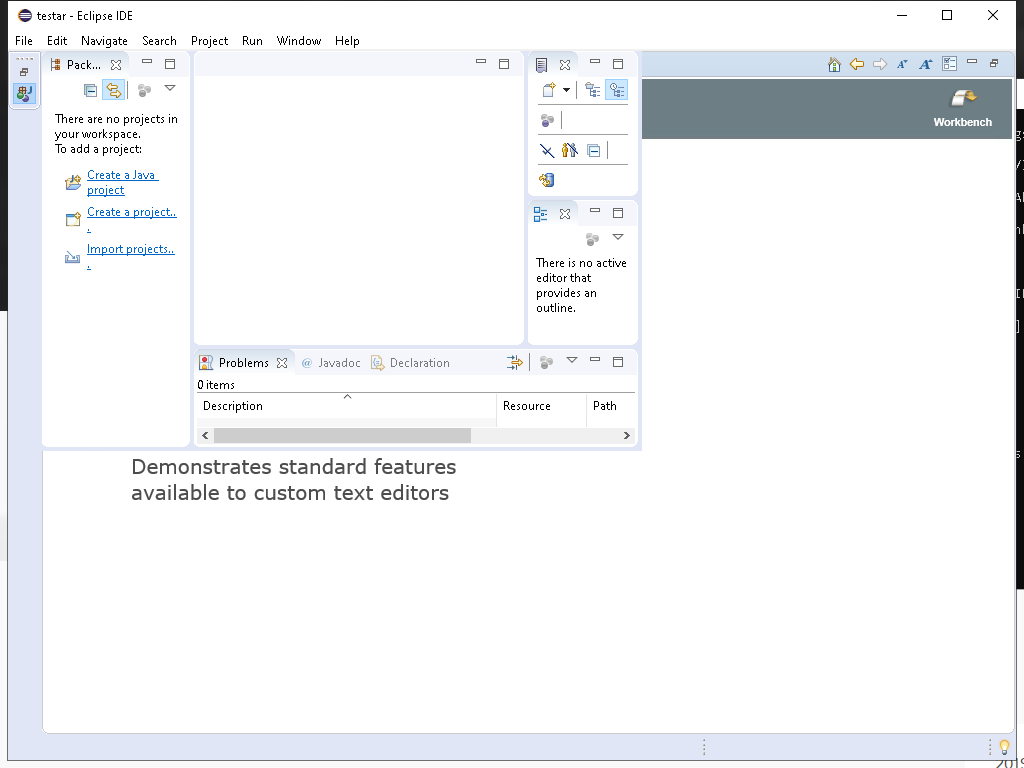 testar - Eclipse IDE
File Edit Navigate Search Project Run Window Help
Pack...
There are no projects in
your workspace.
To add a project:
Create a Java
project
Create a project..
.
Import projects..
.
Workbench
There is no active
editor that
provides an
outline.
Problems @ Javadoc Declaration
0 items
Description Resource Path
Demonstrates standard features
available to custom text editors